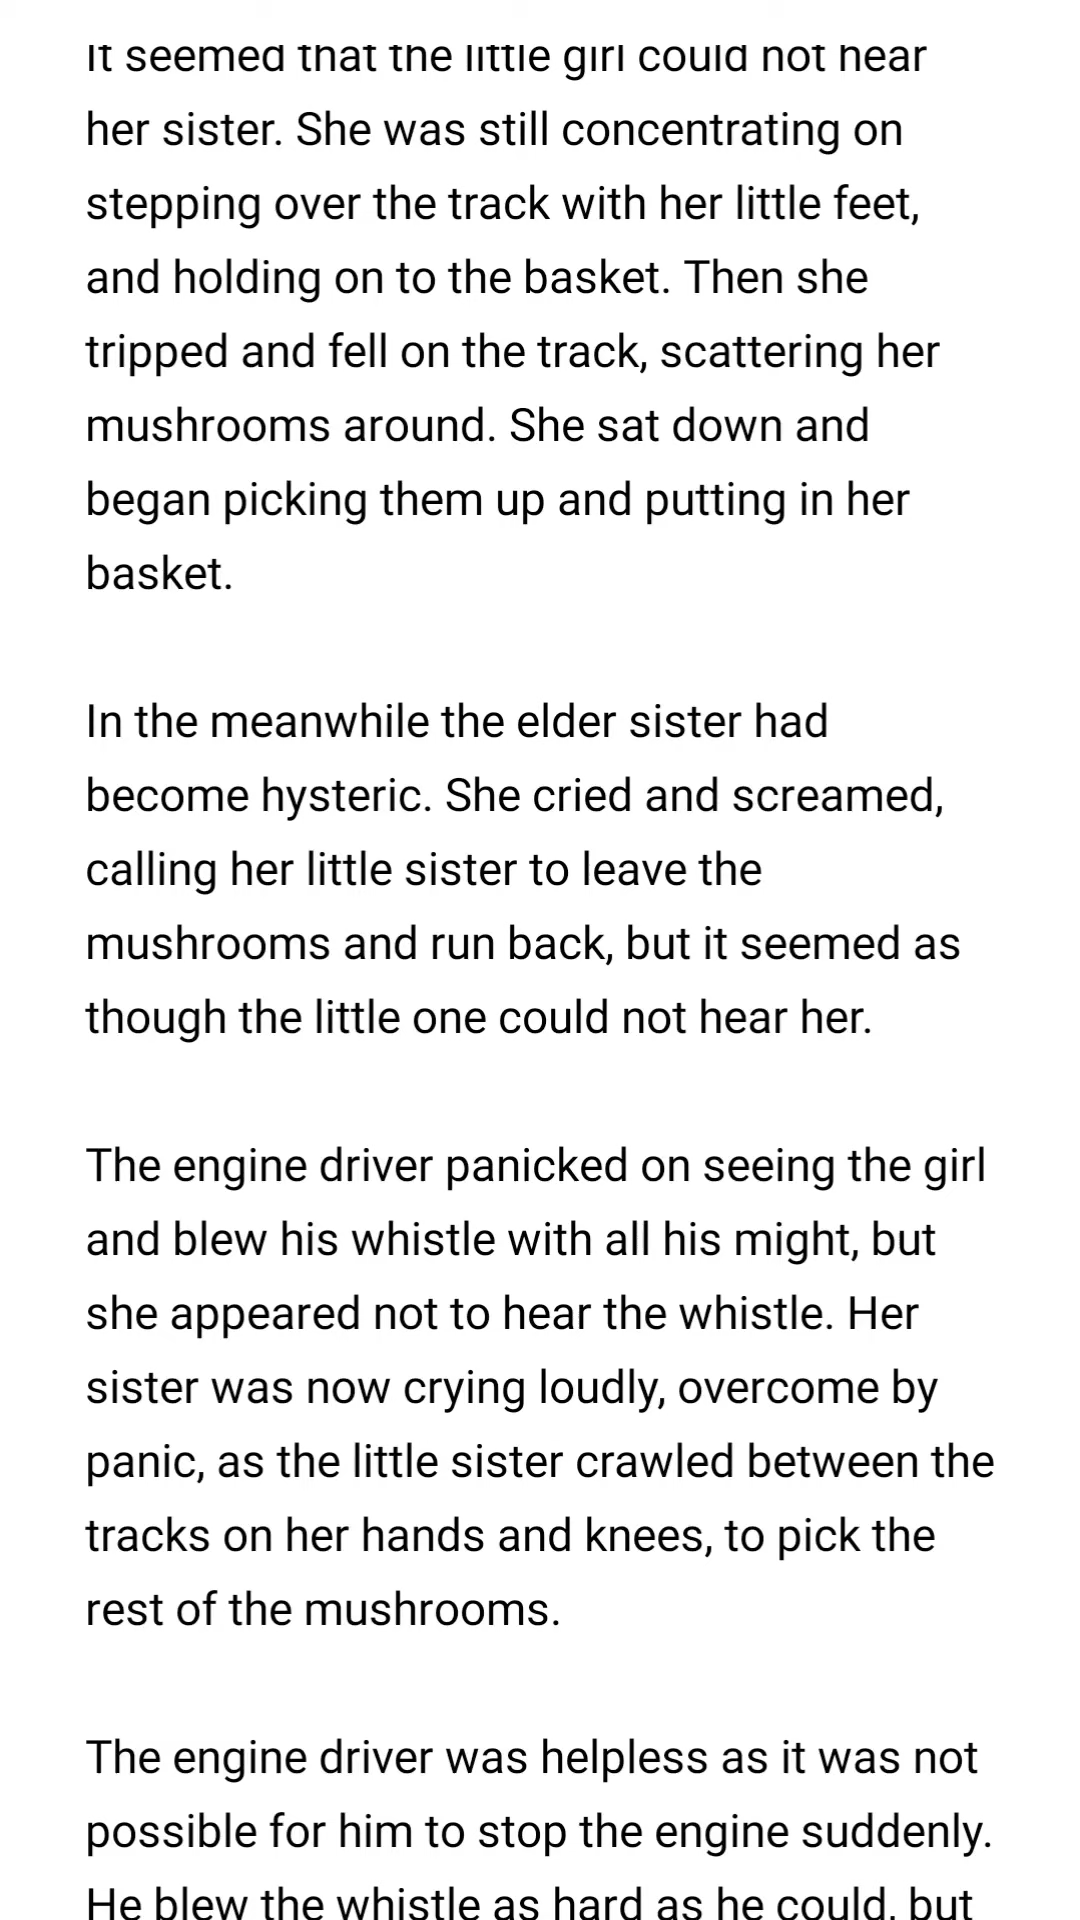 It seemed that the little girl could not hear
her sister. She was still concentrating on
stepping over the track with her little feet,
and holding on to the basket. Then she
tripped and fell on the track, scattering her
mushrooms around. She sat down and
began picking them up and putting in her
basket.
In the meanwhile the elder sister had
become hysteric. She cried and screamed,
calling her little sister to leave the
mushrooms and run back, but it seemed as
though the little one could not hear her.
The engine driver panicked on seeing the girl
and blew his whistle with all his might, but
she appeared not to hear the whistle. Her
sister was now crying loudly, overcome by
panic, as the little sister crawled between the
tracks on her hands and knees, to pick the
rest of the mushrooms.
The engine driver was helpless as it was not
possible for him to stop the engine suddenly.
He blew the whistle as hard as he could, but